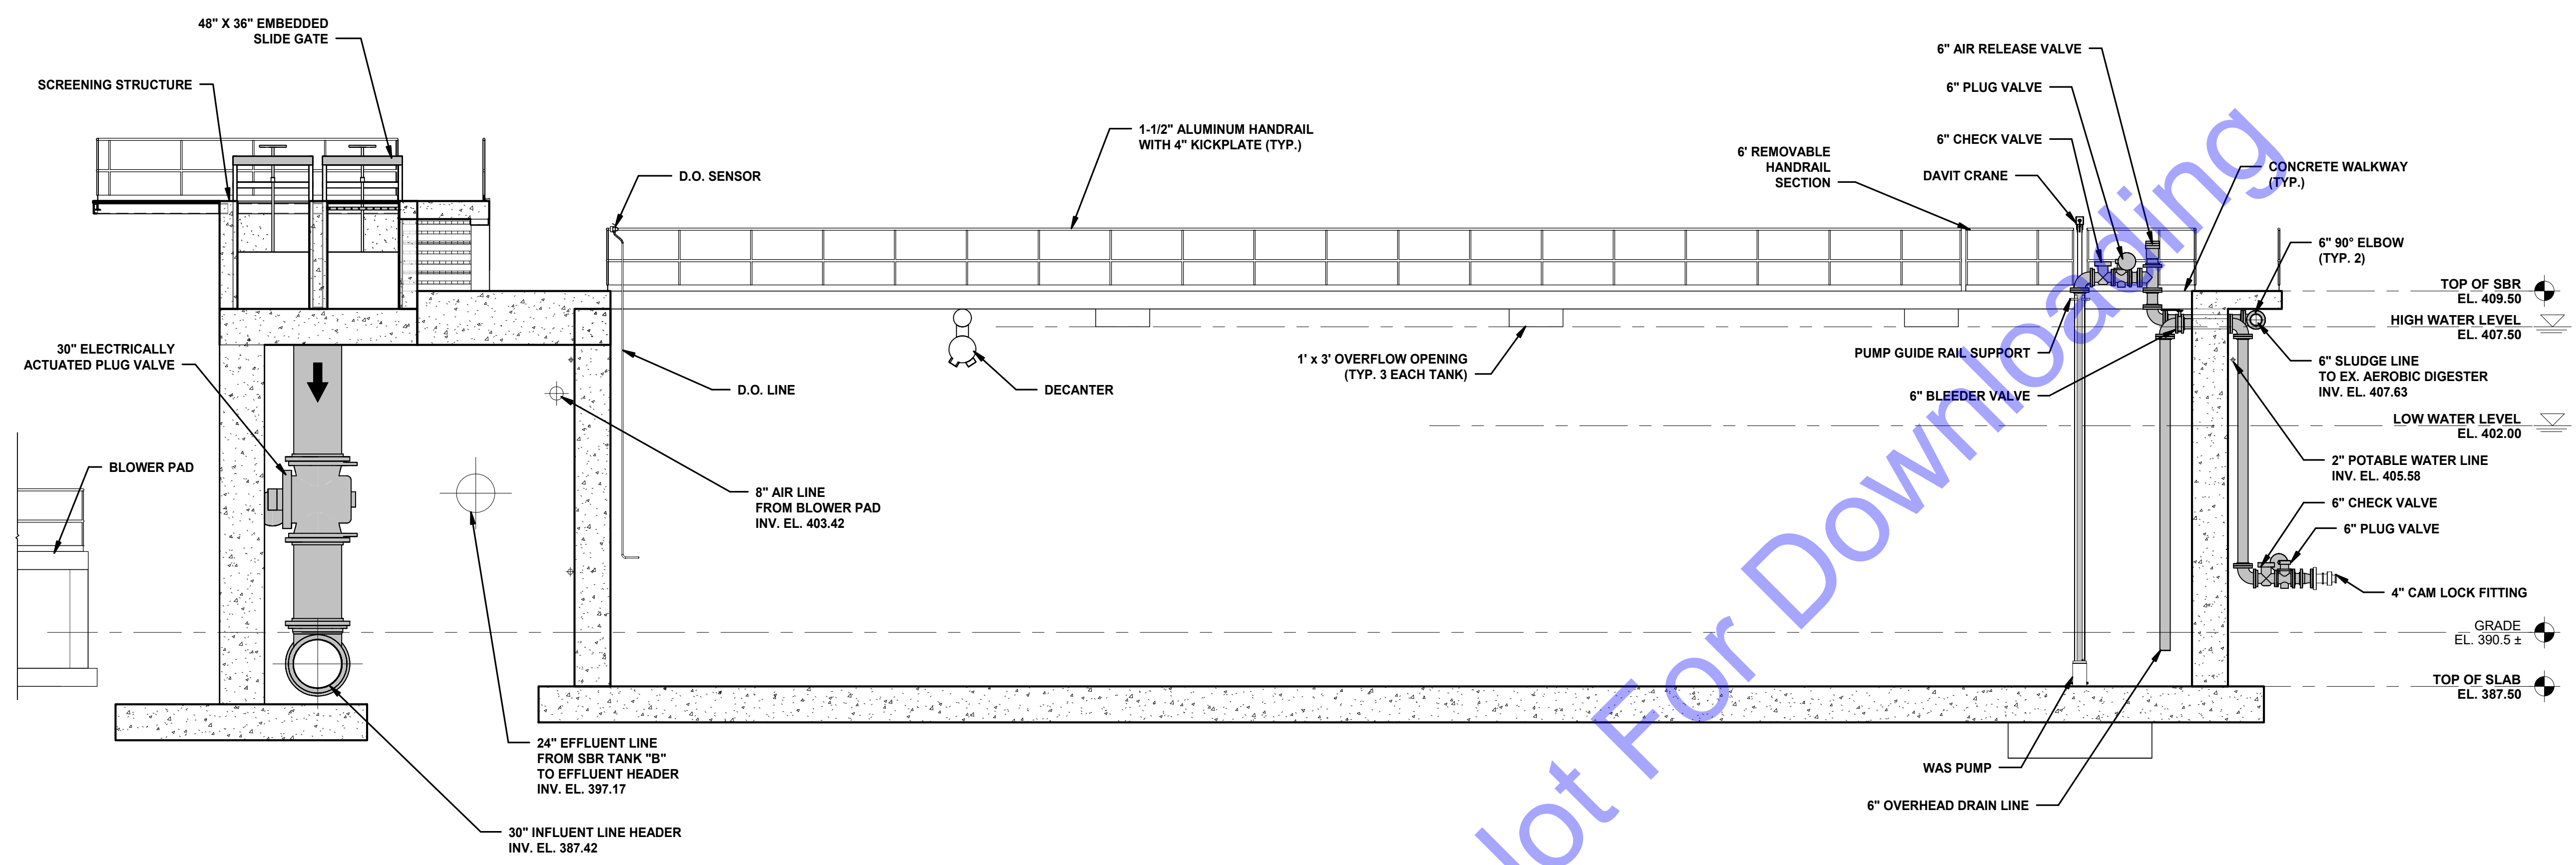 48" X 36" EMBEDDED
SLIDE GATE
SCREENING STRUCTURE
30" ELECTRICALLY
ACTUATED PLUG VALVE
BLOWER PAD
D.O. SENSOR
1-1/2" ALUMINUM HANDRAIL
WITH 4" KICKPLATE (TYP.)
D.O. LINE
8" AIR LINE
FROM BLOWER PAD
INV. EL. 403.42
24" EFFLUENT LINE
FROM SBR TANK "B"
TO EFFLUENT HEADER
INV. EL. 397.17
30" INFLUENT LINE HEADER
INV. EL. 387.42
DECANTER
1' x 3' OVERFLOW OPENING
(TYP. 3 EACH TANK)
6" AIR RELEASE VALVE
6" PLUG VALVE
6" CHECK VALVE
6' REMOVABLE
HANDRAIL
SECTION
DAVIT CRANE
PUMP GUIDE RAIL SUPPORT
6" BLEEDER VALVE
WAS PUMP
6" OVERHEAD DRAIN LINE
CONCRETE WALKWAY
(TYP.)
6" 90° ELBOW
(TYP. 2)
TOP OF SBR
EL. 409.50
HIGH WATER LEVEL
EL. 407.50
6" SLUDGE LINE
TO EX. AEROBIC DIGESTER
INV. EL. 407.63
LOW WATER LEVEL
EL. 402.00
2" POTABLE WATER LINE
INV. EL. 405.58
6" CHECK VALVE
6" PLUG VALVE
4" CAM LOCK FITTING
GRADE
EL. 390.5 ±
TOP OF SLAB
EL. 387.50
For Downloading